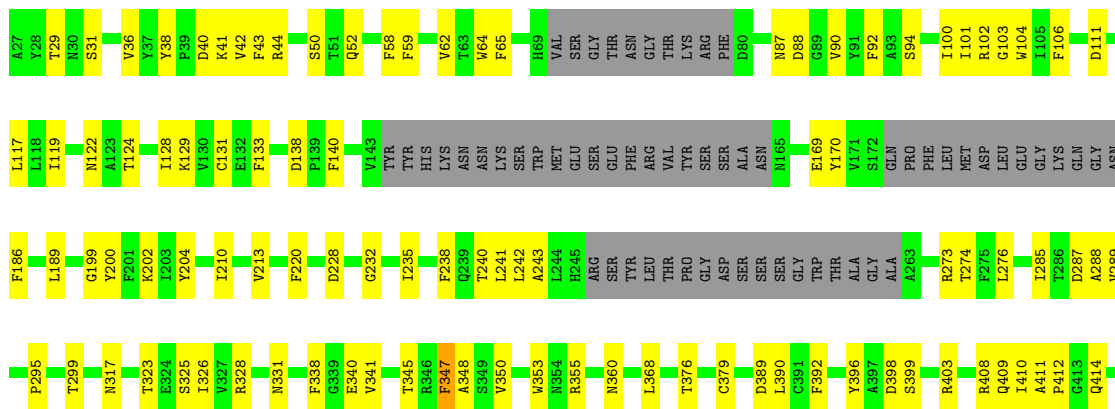 A27 Y28 T29 N30 S31 V36 Y37 Y38 P39 D40 K41 V42 F43 R44 S50 T51 Q52 F58 F59 V62 T63 W64 F65 H69 VAL SER GLY THR ASN GLY THR LYS ARG PHE D80 N87 D88 G89 V90 Y91 F92 A93 S94 I100 I101 R102 G103 W104 I105 F106 D111
L117 L118 I119 N122 A123 T124 I128 K129 V130 C131 E132 F133 D138 P139 F140 V143 TYR TYR HIS LYS ASN ASN LYS SER TRP MET GLU SER GLU PHE ARG VAL TYR SER SER ALA ASN N165 E169 Y170 V171 S172 GLN PRO PHE LEU MET ASP LEU GLU GLY LYS GLN GLY ASN
F186 L189 G199 Y200 F201 K202 I203 Y204 I210 V213 F220 D228 G232 I235 F238 Q239 T240 L241 L242 A243 L244 H245 ARG SER TYR LEU THR PRO GLY ASP SER SER SER GLY TRP THR ALA GLY ALA A263 R273 T274 F275 L276 I285 T286 D287 A288 V289
P295 T299 N317 T323 E324 S325 I326 V327 R328 N331 F338 G339 E340 V341 T345 R346 F347 A348 S349 V350 W353 N354 R355 N360 L368 T376 C379 D389 L390 C391 F392 Y396 A397 D398 S399 R403 R408 Q409 I410 A411 P412 G413 Q414